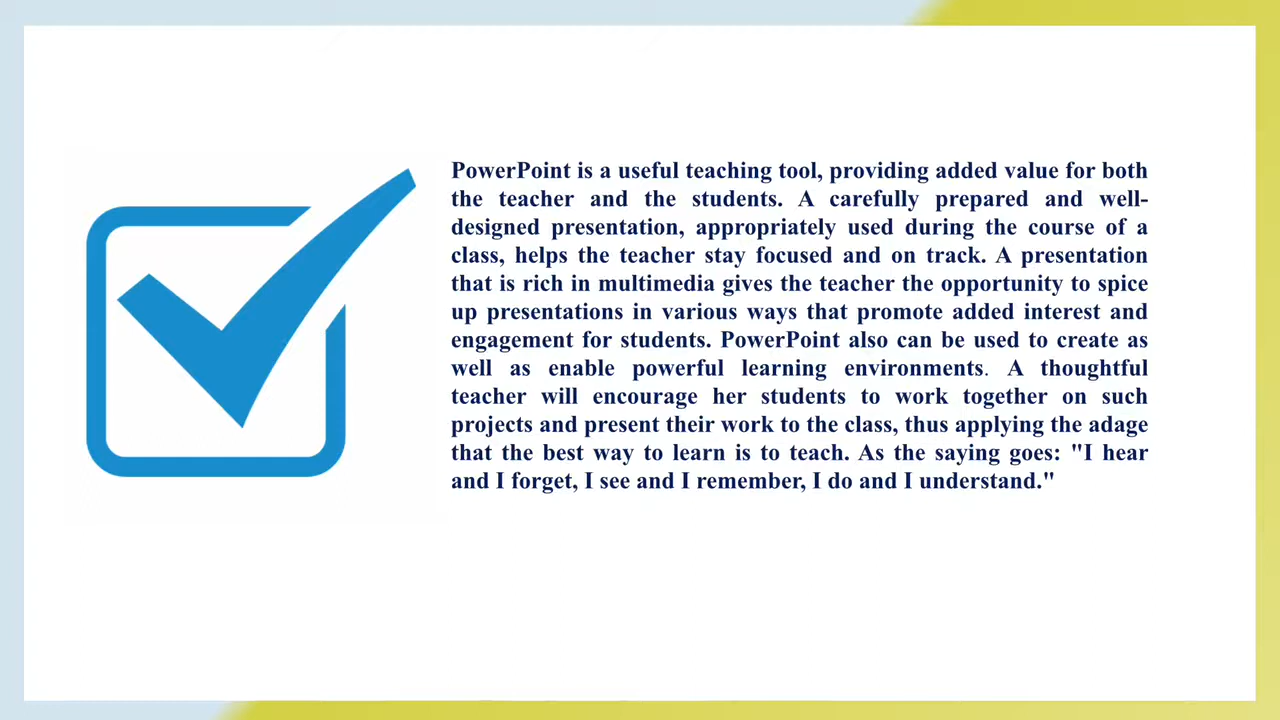 PowerPoint is a useful teaching tool, providing added value for both
the teacher and the students. A carefully prepared and well-
designed presentation, appropriately used during the course of a
class, helps the teacher stay focused and on track. A presentation
that is rich in multimedia gives the teacher the opportunity to spice
up presentations in various ways that promote added interest and
engagement for students. PowerPoint also can be used to create as
well as enable powerful learning environments. A thoughtful
teacher will encourage her students to work together on such
projects and present their work to the class, thus applying the adage
that the best way to learn is to teach. As the saying goes: "I hear
and I forget, I see and I remember, I do and I understand."